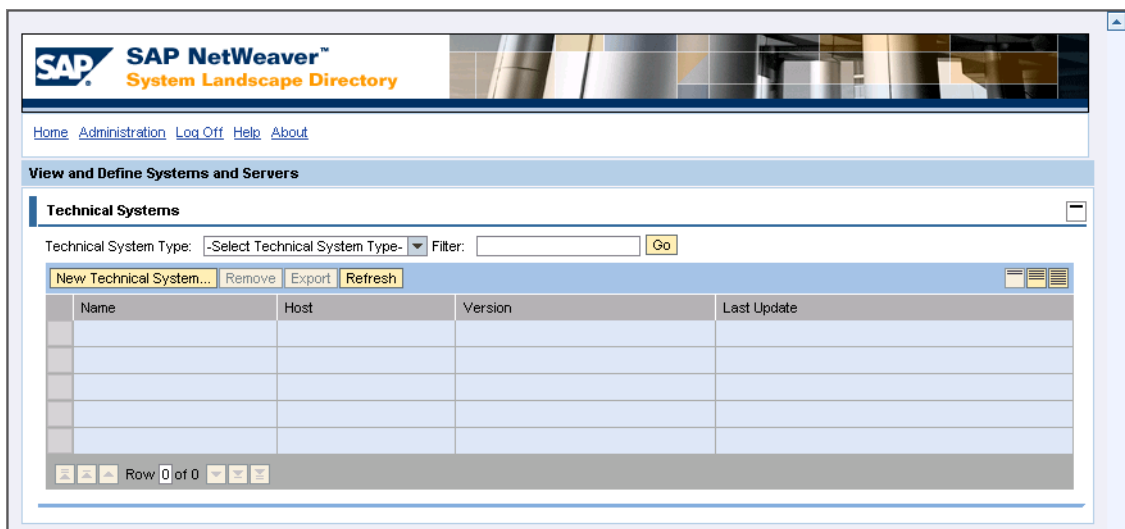 SAP
SAP NetWeaver™
System Landscape Directory
Home Administration Log Off Help About
View and Define Systems and Servers
Technical Systems
Technical System Type: -Select Technical System Type- Filter: Go
New Technical System... Remove Export Refresh
Name Host Version Last Update
Row 0 of 0